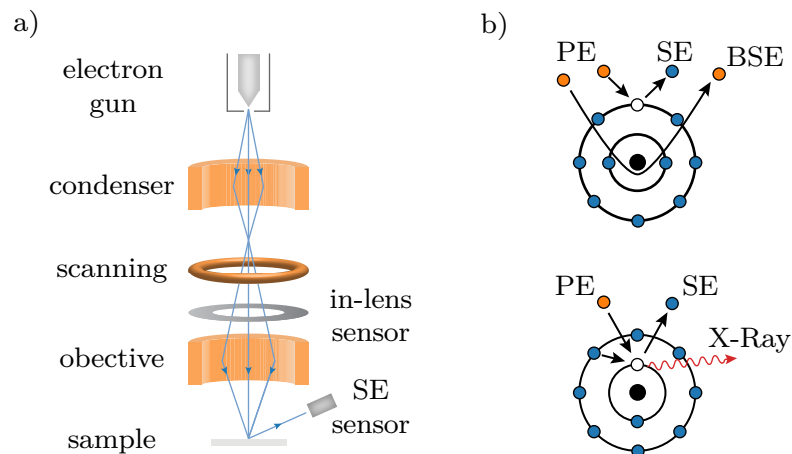 a)
electron
gun
condenser
scanning
in-lens
sensor
obective
SE
sensor
sample
b)
PE
SE
BSE
PE
SE
X-Ray